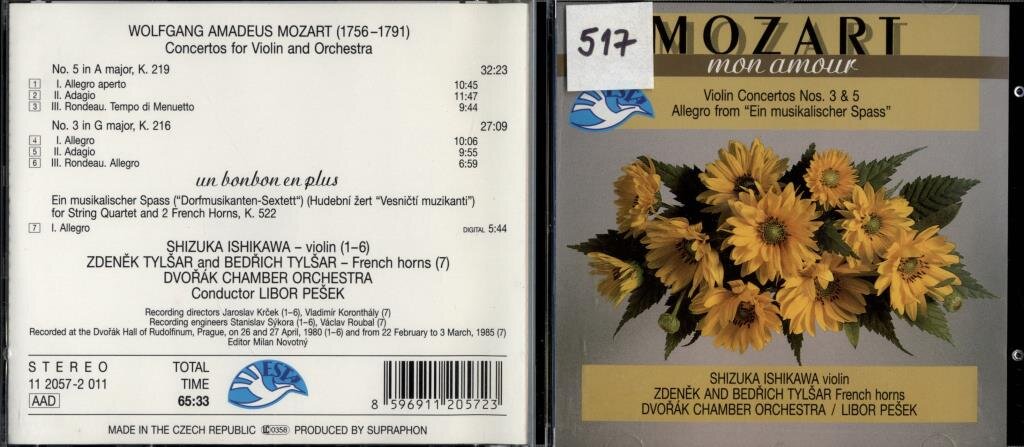 WOLFGANG AMADEUS MOZART (1756–1791)
Concertos for Violin and Orchestra
No. 5 in A major, K. 219 32:23
1 I. Allegro aperto 10:45
2 II. Adagio 11:47
3 III. Rondeau. Tempo di Menuetto 9:44
No. 3 in G major, K. 216 27:09
4 I. Allegro 10:06
5 II. Adagio 9:55
6 III. Rondeau. Allegro 6:59
un bonbon en plus
Ein musikalischer Spass ("Dorfmusikanten-Sextett") (Hudební žert "Vesničtí muzikanti")
for String Quartet and 2 French Horns, K. 522
7 I. Allegro DIGITAL 5:44
SHIZUKA ISHIKAWA – violin (1–6)
ZDENĚK TYLŠAR and BEDŘICH TYLŠAR – French horns (7)
DVOŘÁK CHAMBER ORCHESTRA
Conductor LIBOR PEŠEK
Recording directors Jaroslav Krček (1–6), Vladimír Koronthály (7)
Recording engineers Stanislav Sýkora (1–6), Václav Roubal (7)
Recorded at the Dvořák Hall of Rudolfinum, Prague, on 26 and 27 April, 1980 (1–6) and from 22 February to 3 March, 1985 (7)
Editor Milan Novotný
STEREO
11 2057-2 011
AAD
TOTAL
TIME
65:33
ESTA
8 596911 205723
MADE IN THE CZECH REPUBLIC LC 0358 PRODUCED BY SUPRAPHON
517
MOZART
mon amour
ESTA
Violin Concertos Nos. 3 & 5
Allegro from "Ein musikalischer Spass"
SHIZUKA ISHIKAWA violin
ZDENĚK AND BEDŘICH TYLŠAR French horns
DVOŘÁK CHAMBER ORCHESTRA / LIBOR PEŠEK